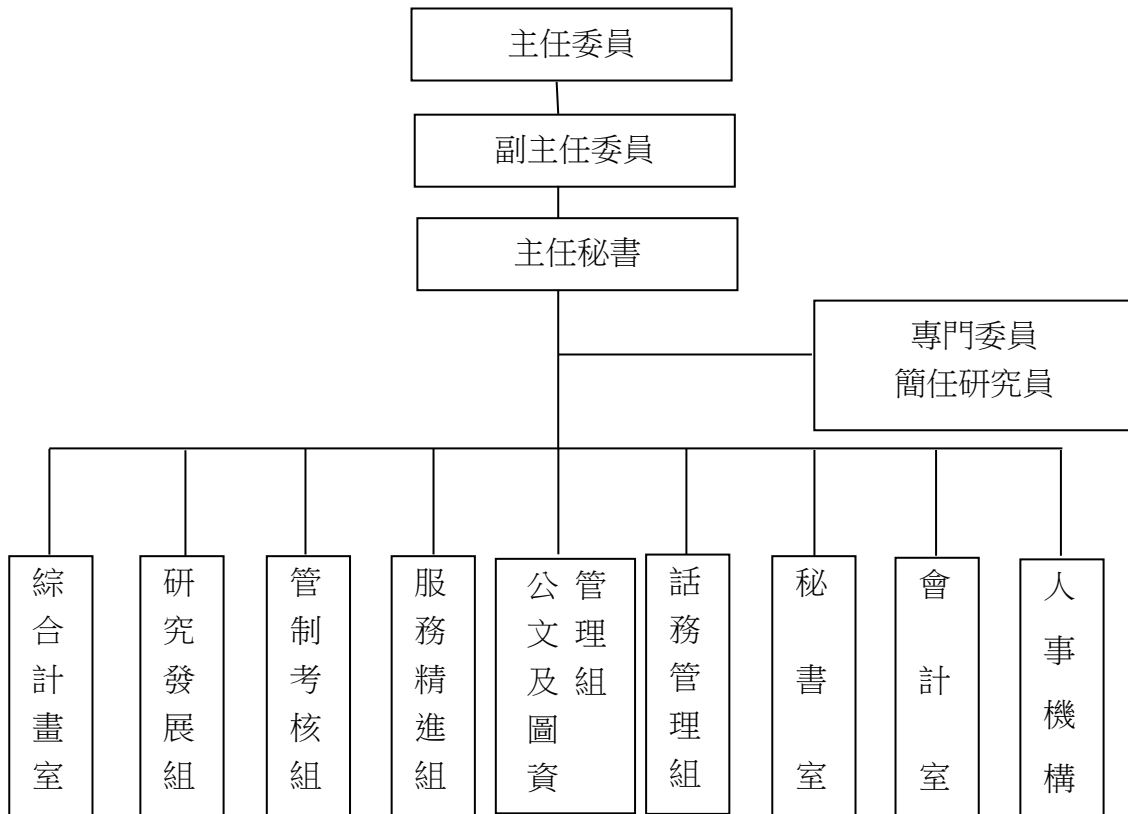 主任委員
副主任委員
主任秘書
專門委員
簡任研究員
綜合計畫室
研究發展組
管制考核組
服務精進組
公文及圖資
管理組
話務管理組
秘書室
會計室
人事機構